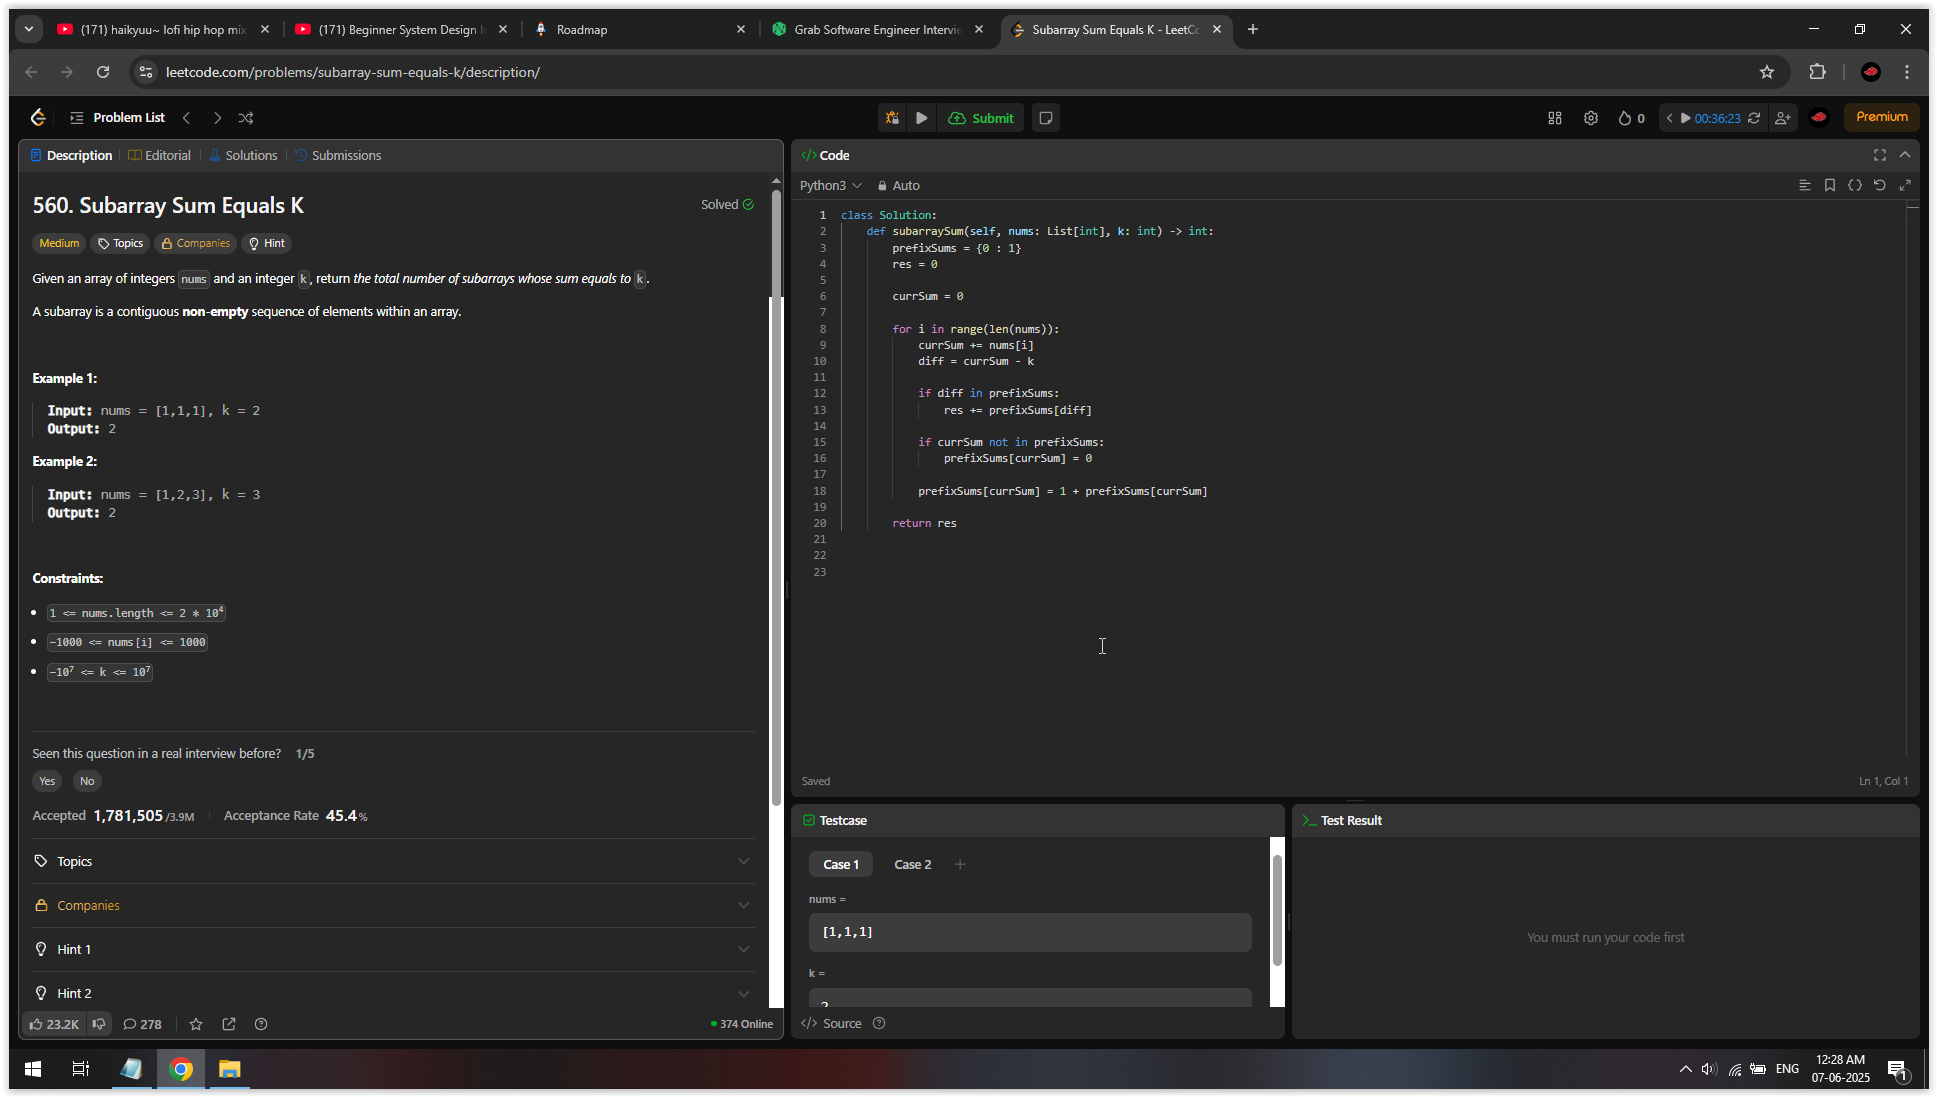 (171) haikyuu~ lofi hip hop mix
(171) Beginner System Design I
Roadmap
Grab Software Engineer Intervie
Subarray Sum Equals K - LeetCo
leetcode.com/problems/subarray-sum-equals-k/description/
Problem List
Submit
0
00:36:23
Premium
Description
Editorial
Solutions
Submissions
560. Subarray Sum Equals K
Solved
Medium
Topics
Companies
Hint
Given an array of integers nums and an integer k, return the total number of subarrays whose sum equals to k.
A subarray is a contiguous non-empty sequence of elements within an array.
Example 1:
Input: nums = [1,1,1], k = 2
Output: 2
Example 2:
Input: nums = [1,2,3], k = 3
Output: 2
Constraints:
1 <= nums.length <= 2 * 10⁴
-1000 <= nums[i] <= 1000
-10⁷ <= k <= 10⁷
Seen this question in a real interview before? 1/5
Yes
No
Accepted 1,781,505/3.9M
Acceptance Rate 45.4%
Topics
Companies
Hint 1
Hint 2
23.2K
278
374 Online
</> Code
Python3
Auto
1 class Solution:
2 def subarraySum(self, nums: List[int], k: int) -> int:
3 prefixSums = {0 : 1}
4 res = 0
5
6 currSum = 0
7
8 for i in range(len(nums)):
9 currSum += nums[i]
10 diff = currSum - k
11
12 if diff in prefixSums:
13 res += prefixSums[diff]
14
15 if currSum not in prefixSums:
16 prefixSums[currSum] = 0
17
18 prefixSums[currSum] = 1 + prefixSums[currSum]
19
20 return res
21
22
23
Saved
Ln 1, Col 1
Testcase
Case 1
Case 2
+
nums =
[1,1,1]
k =
2
</> Source
>_ Test Result
You must run your code first
ENG
12:28 AM
07-06-2025
1